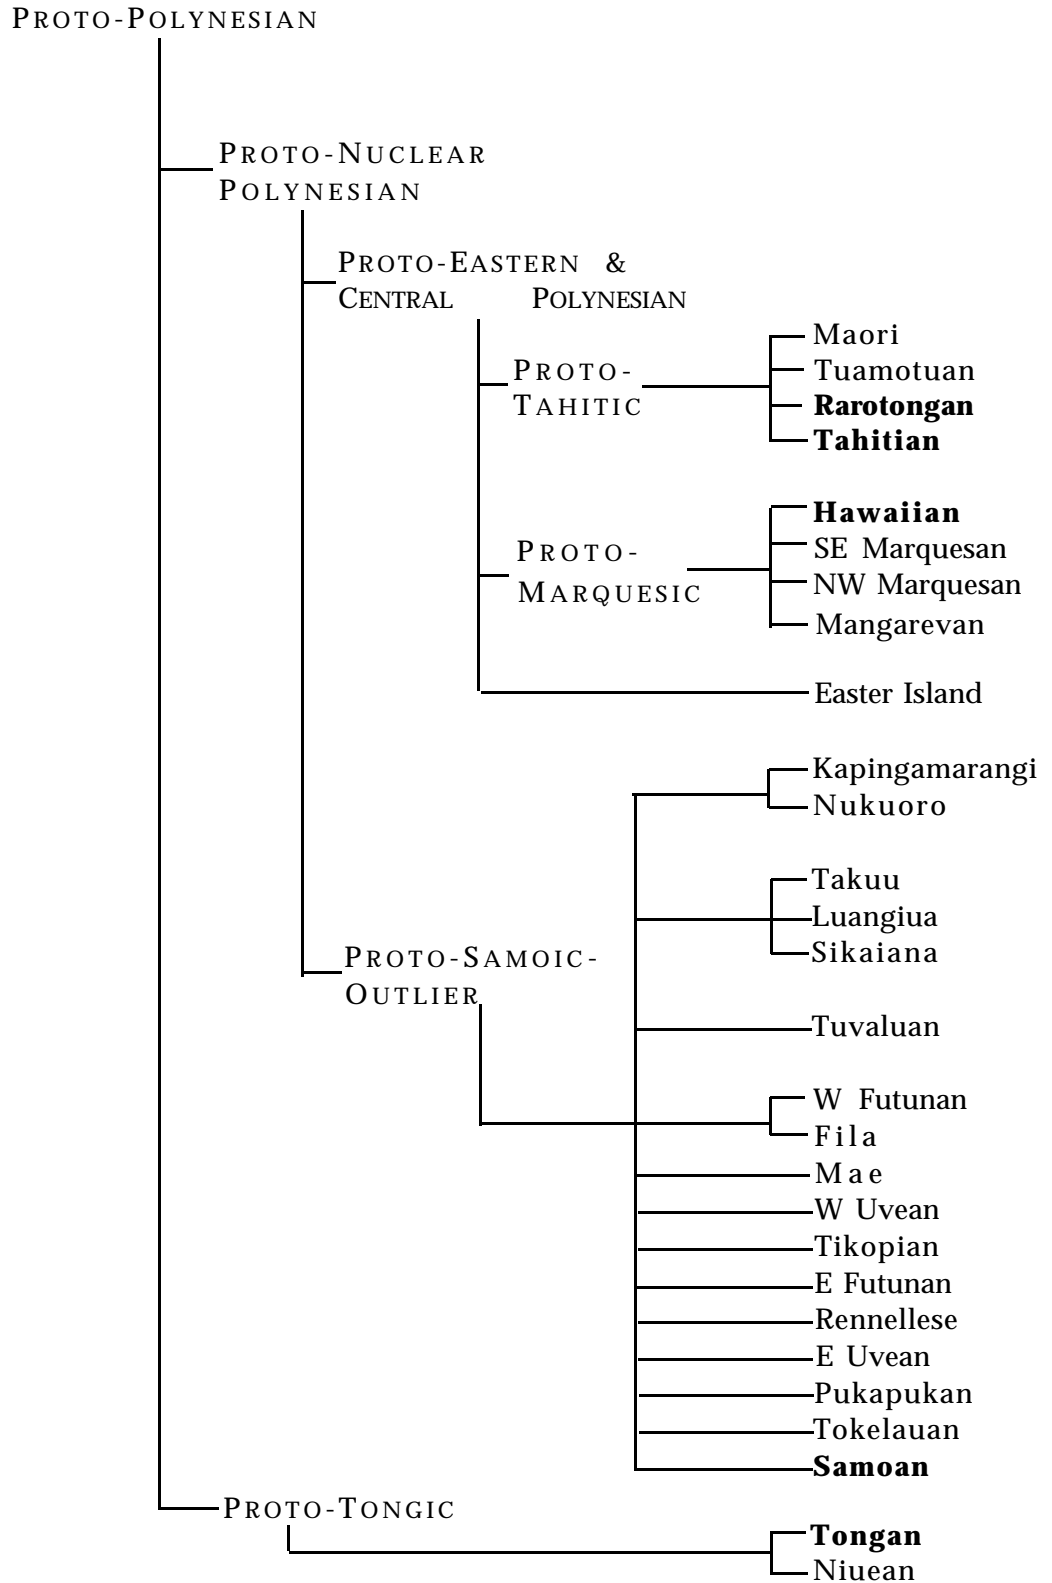 PROTO-POLYNESIAN
PROTO-NUCLEAR
POLYNESIAN
PROTO-EASTERN &
CENTRAL POLYNESIAN
PROTO-
TAHITIC
Maori
Tuamotuan
Rarotongan
Tahitian
PROTO-
MARQUESIC
Hawaiian
SE Marquesan
NW Marquesan
Mangarevan
Easter Island
PROTO-SAMOIC-
OUTLIER
Kapingamarangi
Nukuoro
Takuu
Luangiua
Sikaiana
Tuvaluan
W Futunan
Fila
Mae
W Uvean
Tikopian
E Futunan
Rennellese
E Uvean
Pukapukan
Tokelauan
Samoan
PROTO-TONGIC
Tongan
Niuean